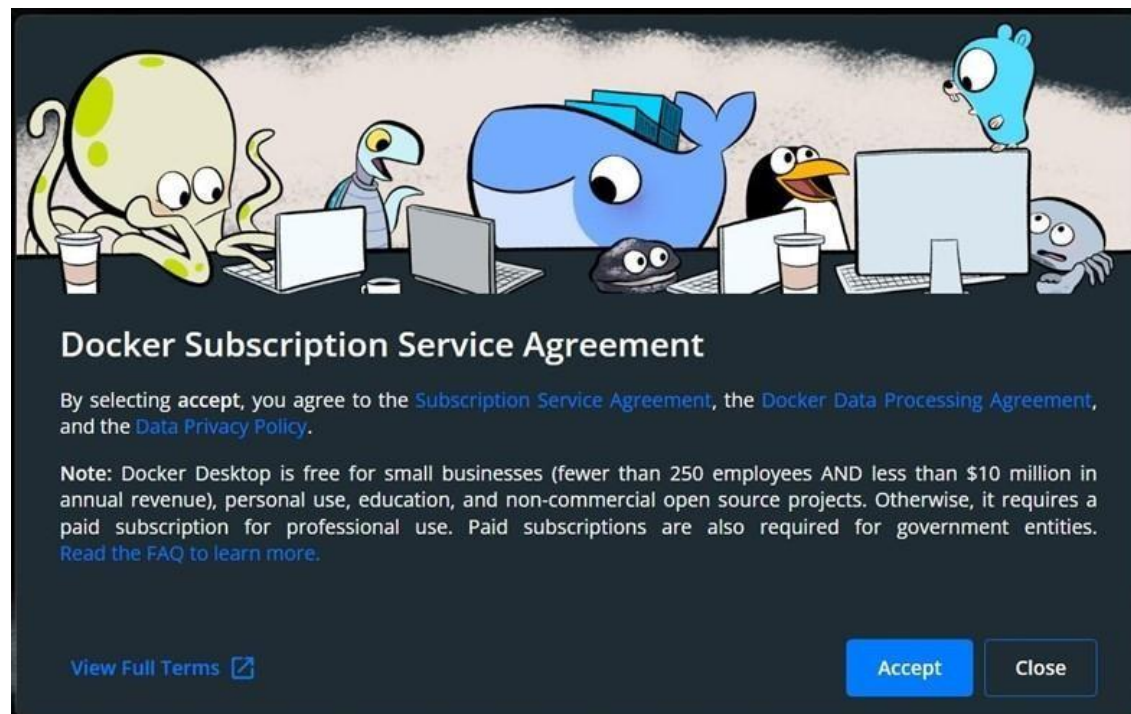 Docker Subscription Service Agreement
By selecting accept, you agree to the Subscription Service Agreement, the Docker Data Processing Agreement,
and the Data Privacy Policy.
Note: Docker Desktop is free for small businesses (fewer than 250 employees AND less than $10 million in
annual revenue), personal use, education, and non-commercial open source projects. Otherwise, it requires a
paid subscription for professional use. Paid subscriptions are also required for government entities.
Read the FAQ to learn more.
View Full Terms
Accept
Close